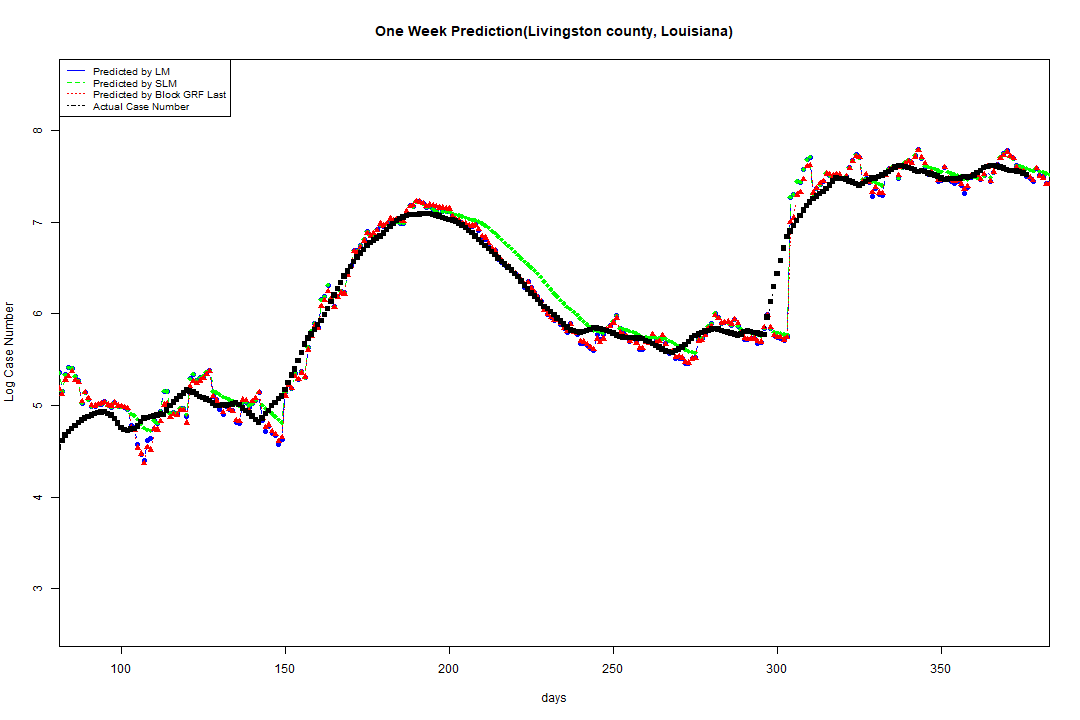 One Week Prediction(Livingston county, Louisiana)
Predicted by LM
Predicted by SLM
Predicted by Block GRF Last
Actual Case Number
8
7
6
5
4
3
Log Case Number
100 150 200 250 300 350
days